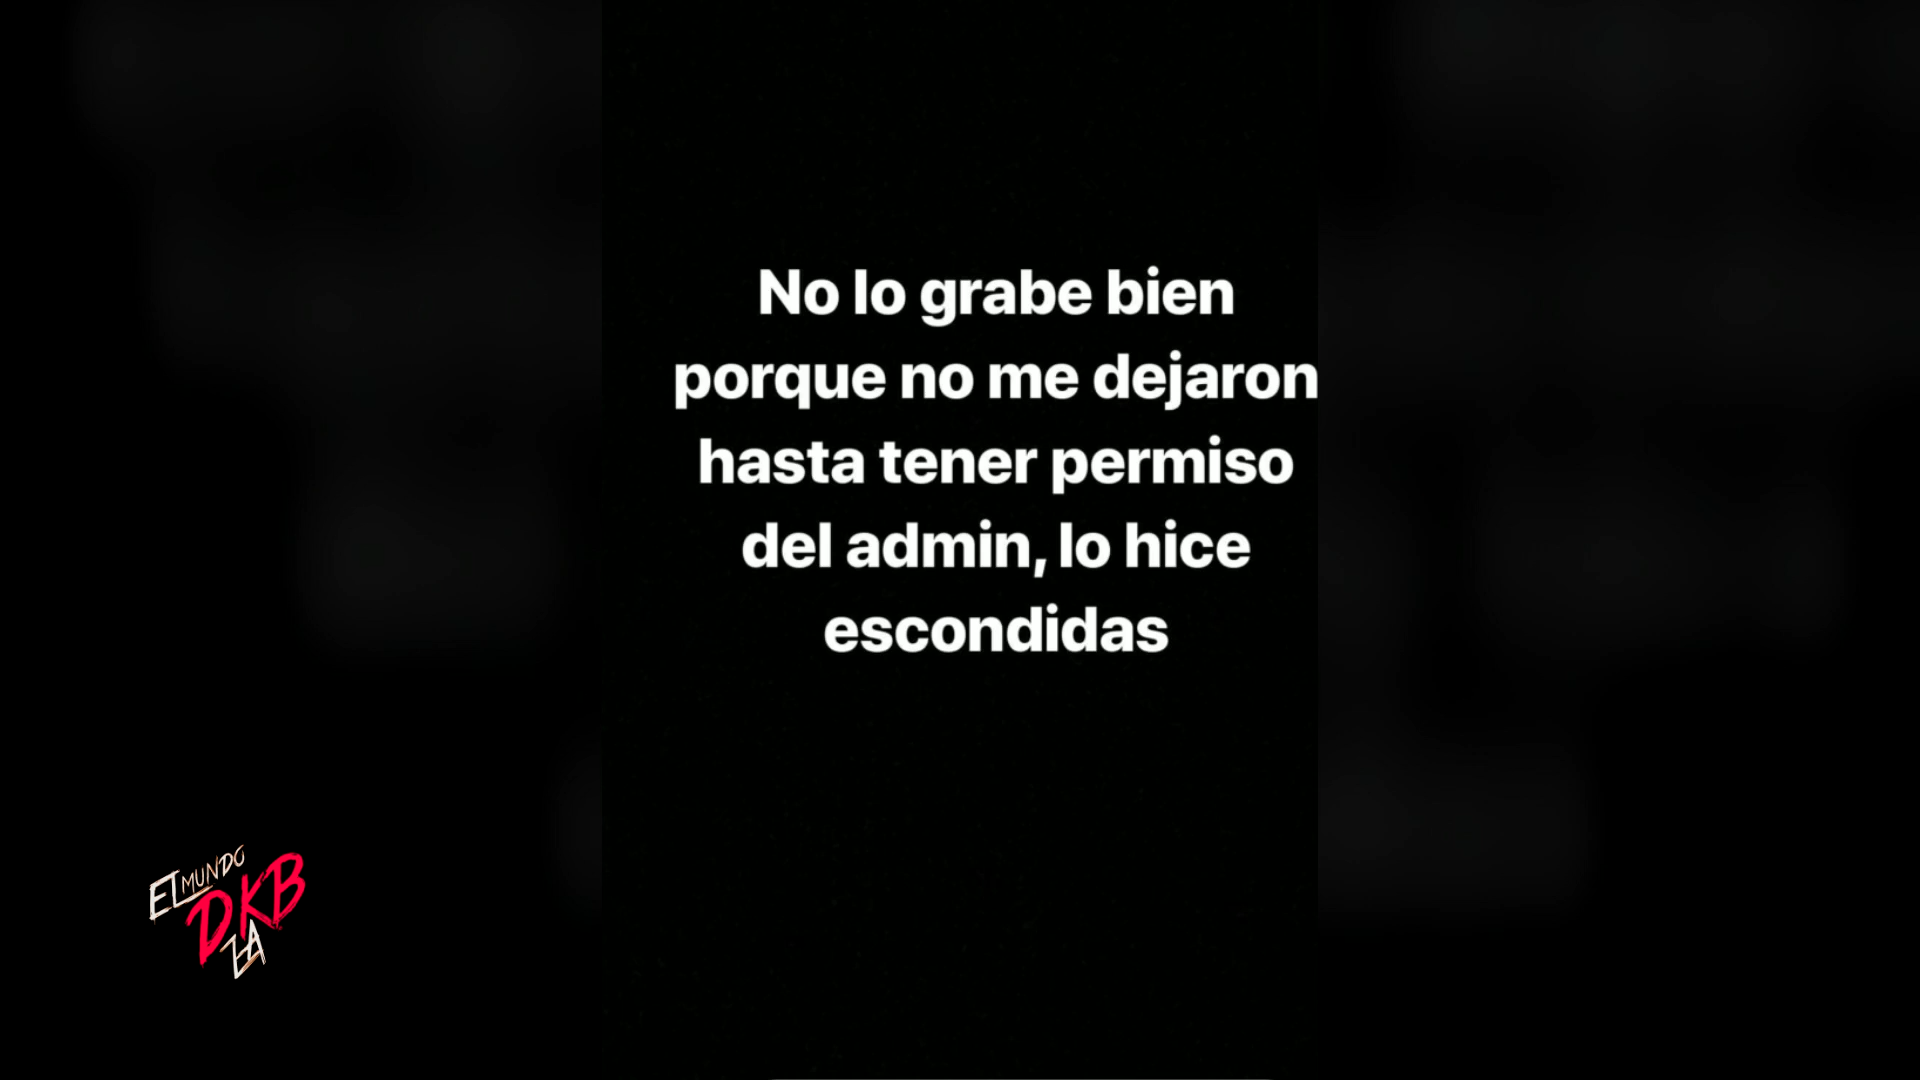 No lo grabe bien
porque no me dejaron
hasta tener permiso
del admin, lo hice
escondidas
EL MUNDO
DKB
ZA